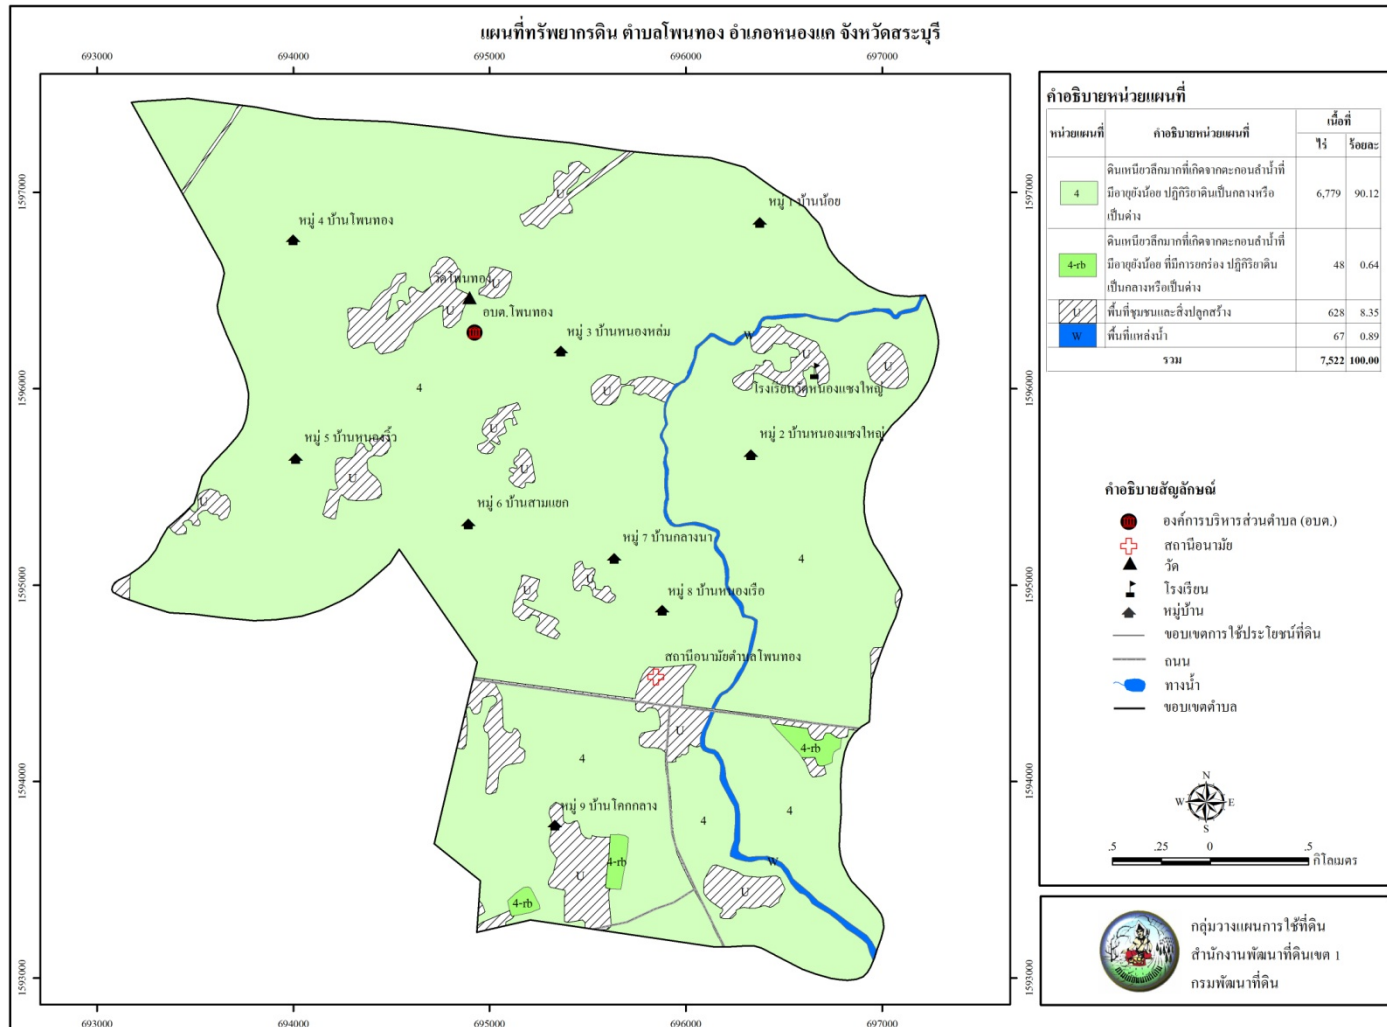 แผนที่ทรัพยากรดิน ตำบลโพนทอง อำเภอหนองแค จังหวัดสระบุรี
693000
694000
695000
696000
697000
1597000
1596000
1595000
1594000
1593000
1597000
1596000
1595000
1594000
1593000
693000
694000
695000
696000
697000
U
หมู่ 1 บ้านน้อย
หมู่ 4 บ้านโพนทอง
วัดโพนทอง
U
U
อบต.โพนทอง
หมู่ 3 บ้านหนองหล่ม
W
U
U
โรงเรียนวัดหนองแซงใหญ่
4
U
U
หมู่ 5 บ้านหนองงิ้ว
หมู่ 2 บ้านหนองแซงใหญ่
U
U
U
หมู่ 6 บ้านสามแยก
หมู่ 7 บ้านกลางนา
4
U
U
หมู่ 8 บ้านหนองเรือ
สถานีอนามัยตำบลโพนทอง
U
4-rb
4
หมู่ 9 บ้านโคกกลาง
4
4
4-rb
U
W
U
4-rb
คำอธิบายหน่วยแผนที่
หน่วยแผนที่ คำอธิบายหน่วยแผนที่ เนื้อที่
ไร่ ร้อยละ
ดินเหนียวลึกมากที่เกิดจากตะกอนลำน้ำที่
4 มีอายุยังน้อย ปฏิกิริยาดินเป็นกลางหรือ 6,779 90.12
เป็นด่าง
ดินเหนียวลึกมากที่เกิดจากตะกอนลำน้ำที่
4-rb มีอายุยังน้อย ที่มีการยกร่อง ปฏิกิริยาดิน 48 0.64
เป็นกลางหรือเป็นด่าง
U พื้นที่ชุมชนและสิ่งปลูกสร้าง 628 8.35
W พื้นที่แหล่งน้ำ 67 0.89
รวม 7,522 100.00
คำอธิบายสัญลักษณ์
องค์การบริหารส่วนตำบล (อบต.)
สถานีอนามัย
วัด
โรงเรียน
หมู่บ้าน
ขอบเขตการใช้ประโยชน์ที่ดิน
ถนน
ทางน้ำ
ขอบเขตตำบล
N
W E
S
.5 .25 0 .5
กิโลเมตร
กลุ่มวางแผนการใช้ที่ดิน
สำนักงานพัฒนาที่ดินเขต 1
กรมพัฒนาที่ดิน